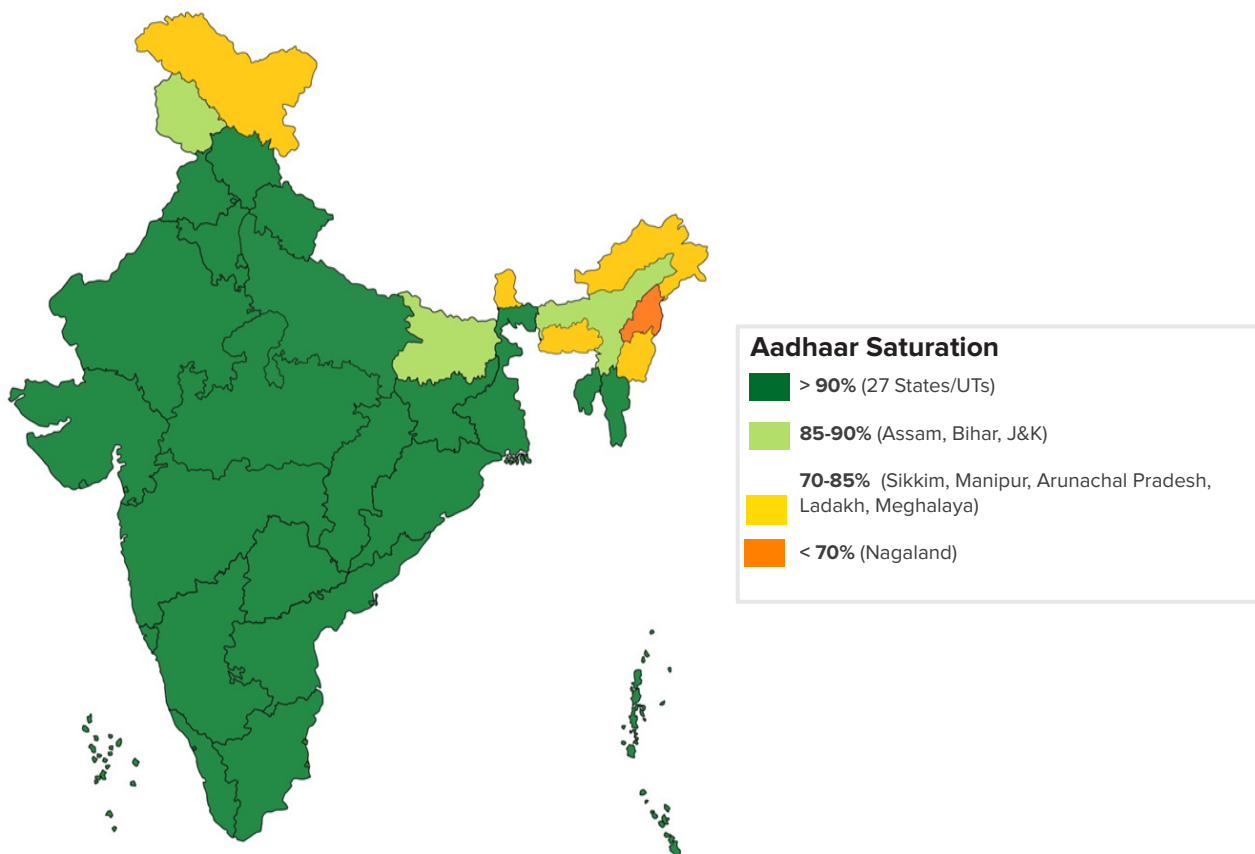 Aadhaar Saturation
> 90% (27 States/UTs)
85-90% (Assam, Bihar, J&K)
70-85% (Sikkim, Manipur, Arunachal Pradesh,
Ladakh, Meghalaya)
< 70% (Nagaland)